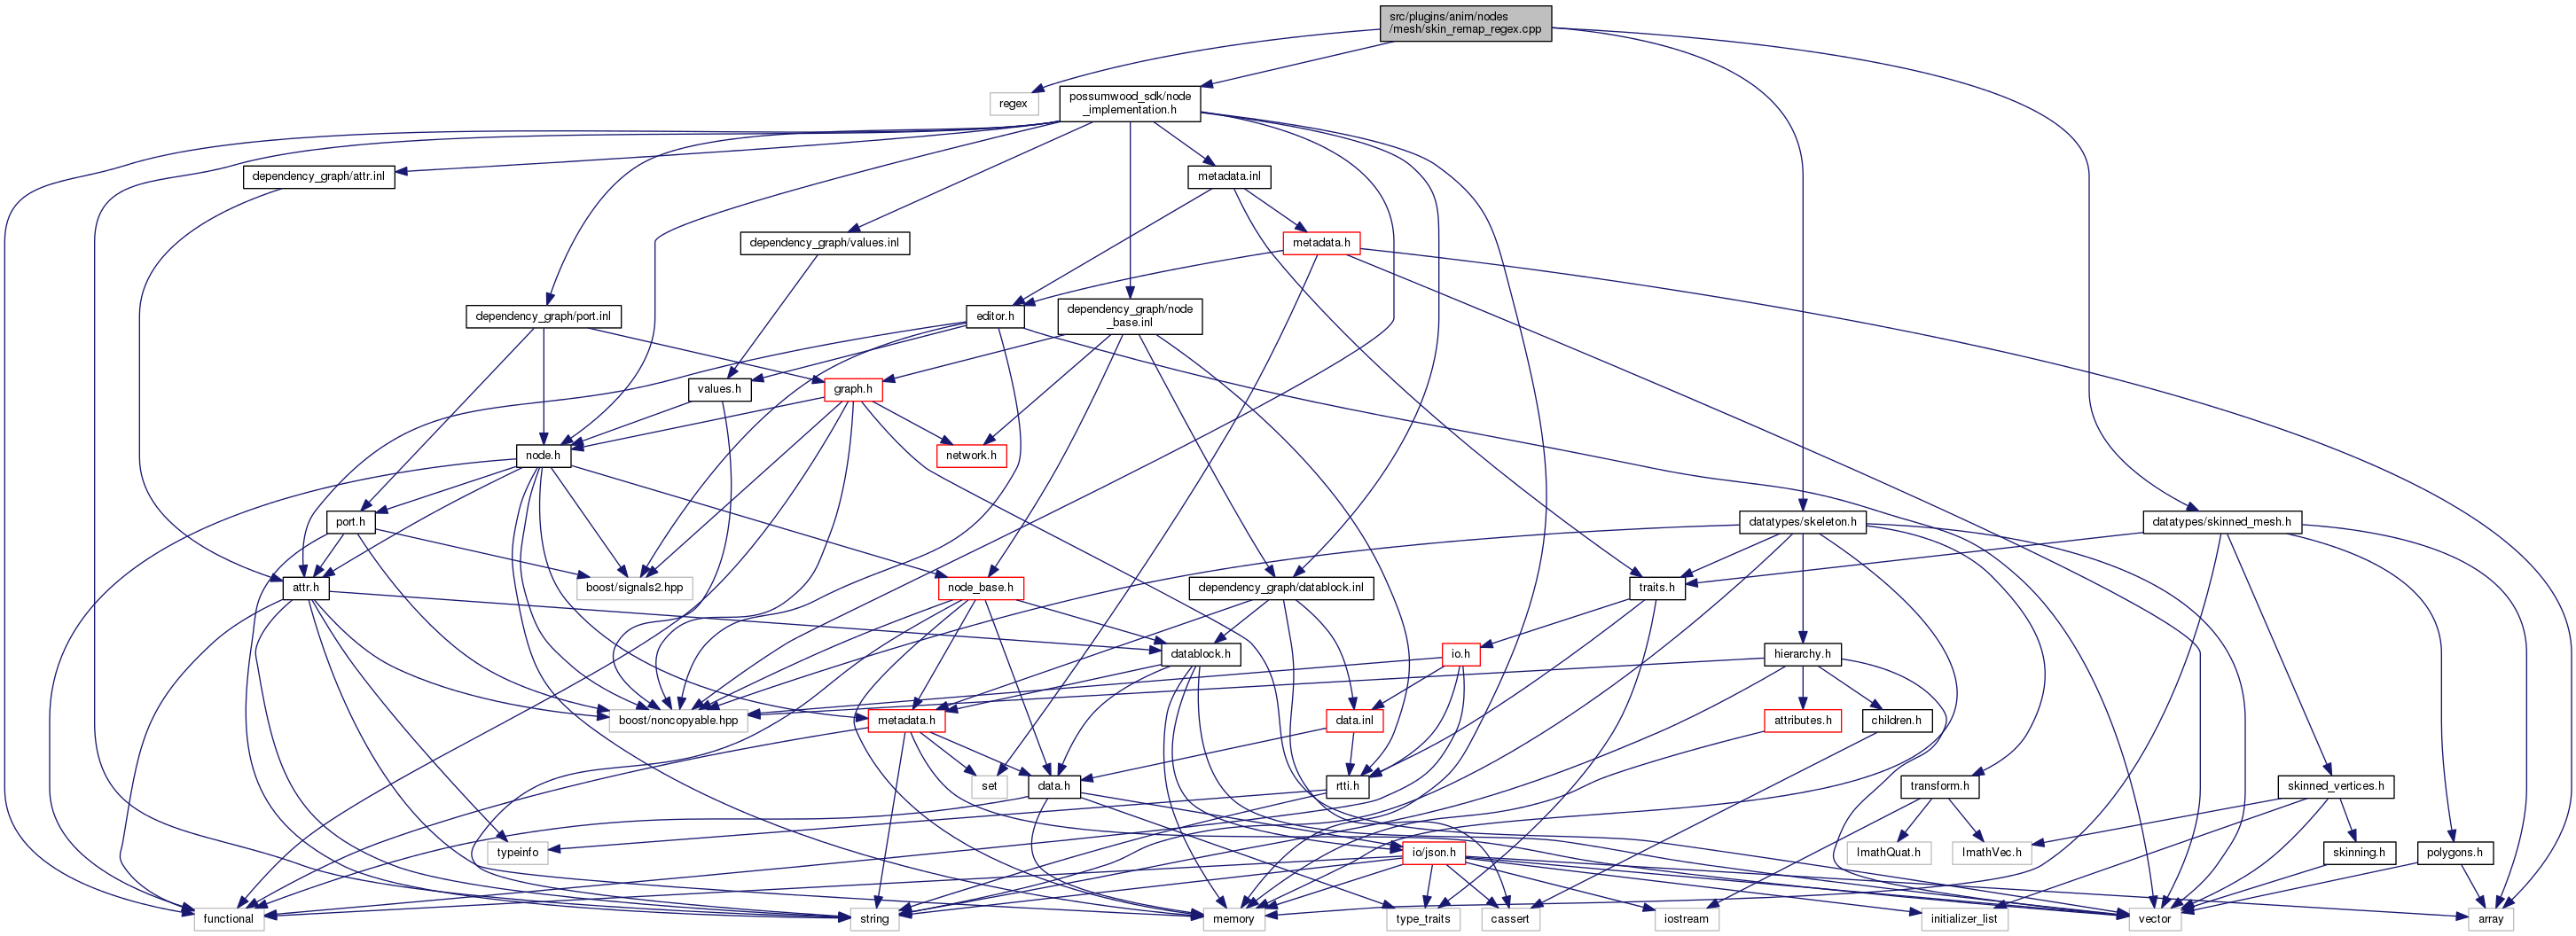 src/plugins/anim/nodes
/mesh/skin_remap_regex.cpp
regex
possumwood_sdk/node
_implementation.h
dependency_graph/attr.inl
metadata.inl
dependency_graph/values.inl
metadata.h
dependency_graph/port.inl
editor.h
dependency_graph/node
_base.inl
values.h
graph.h
node.h
network.h
port.h
datatypes/skeleton.h
datatypes/skinned_mesh.h
attr.h
boost/signals2.hpp
node_base.h
dependency_graph/datablock.inl
traits.h
datablock.h
io.h
hierarchy.h
boost/noncopyable.hpp
metadata.h
data.inl
attributes.h
children.h
set
data.h
rtti.h
transform.h
skinned_vertices.h
typeinfo
io/json.h
ImathQuat.h
ImathVec.h
skinning.h
polygons.h
functional
string
memory
type_traits
cassert
iostream
initializer_list
vector
array